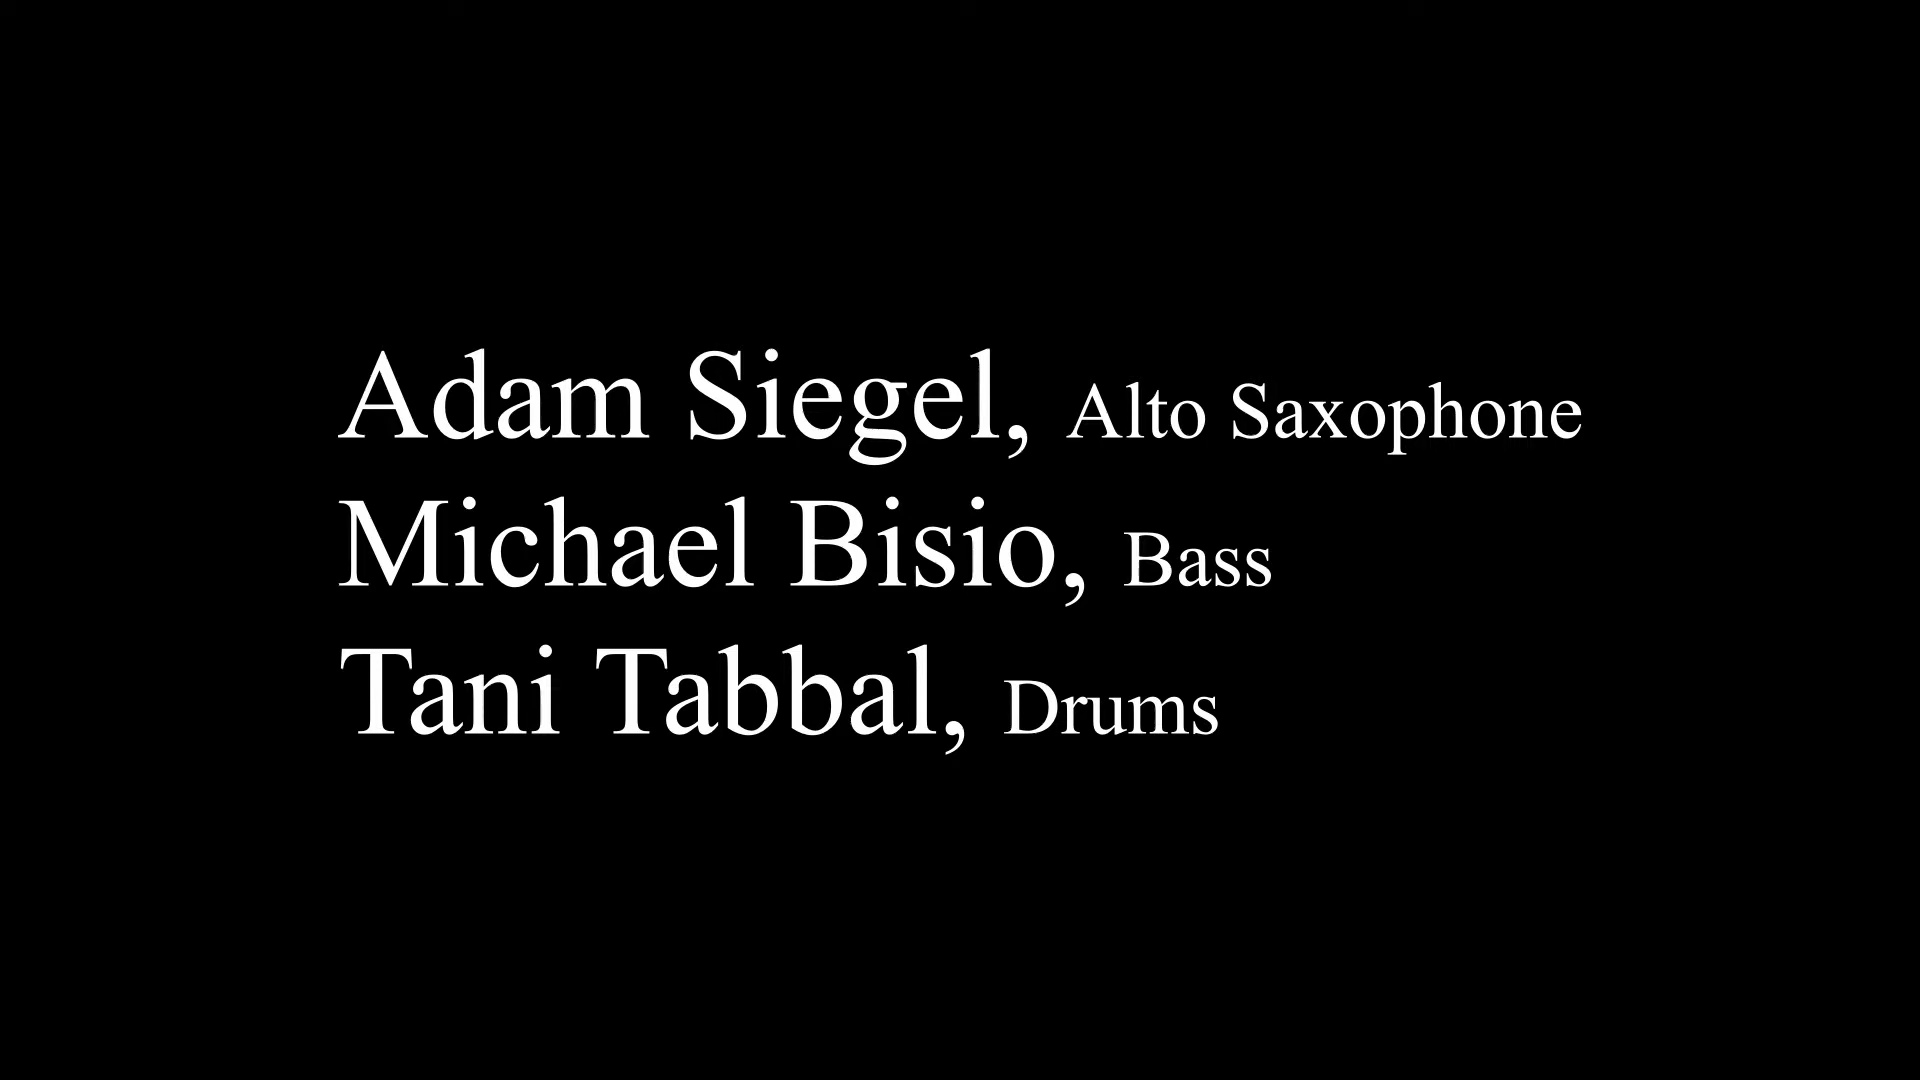 Adam Siegel, Alto Saxophone
Michael Bisio, Bass
Tani Tabbal, Drums